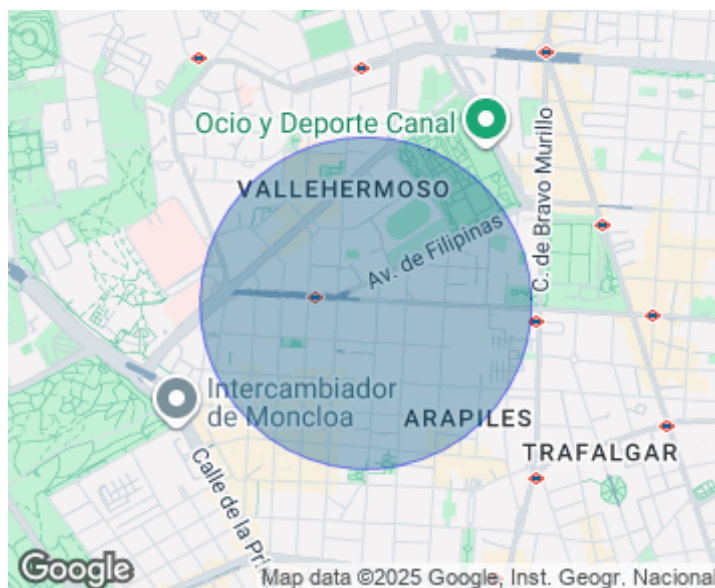 Ocio y Deporte Canal
VALLEHERMOSO
C. de Bravo Murillo
Av. de Filipinas
Intercambiador
de Moncloa
ARAPILES
TRAFALGAR
Calle de la Pri
Google
Map data ©2025 Google, Inst. Geogr. Nacional